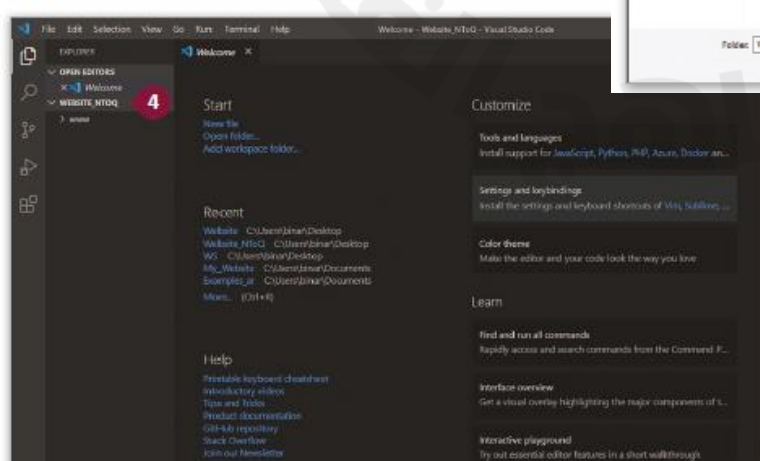 File Edit Selection View Go Run Terminal Help
Welcome - Website_NToQ - Visual Studio Code
Folder:
EXPLORER
Welcome ×
OPEN EDITORS
× Welcome
WEBSITE_NTOQ
4
> www
Start
New file
Open folder...
Add workspace folder...
Recent
Website C:\Users\binar\Desktop
Website_NToQ C:\Users\binar\Desktop
WS C:\Users\binar\Desktop
My_Website C:\Users\binar\Documents
Examples_ar C:\Users\binar\Documents
More... (Ctrl+R)
Help
Printable keyboard cheatsheet
Introductory videos
Tips and Tricks
Product documentation
GitHub repository
Stack Overflow
Join our Newsletter
Customize
Tools and languages
Install support for JavaScript, Python, PHP, Azure, Docker an...
Settings and keybindings
Install the settings and keyboard shortcuts of Vim, Sublime, ...
Color theme
Make the editor and your code look the way you love
Learn
Find and run all commands
Rapidly access and search commands from the Command P...
Interface overview
Get a visual overlay highlighting the major components of t...
Interactive playground
Try out essential editor features in a short walkthrough